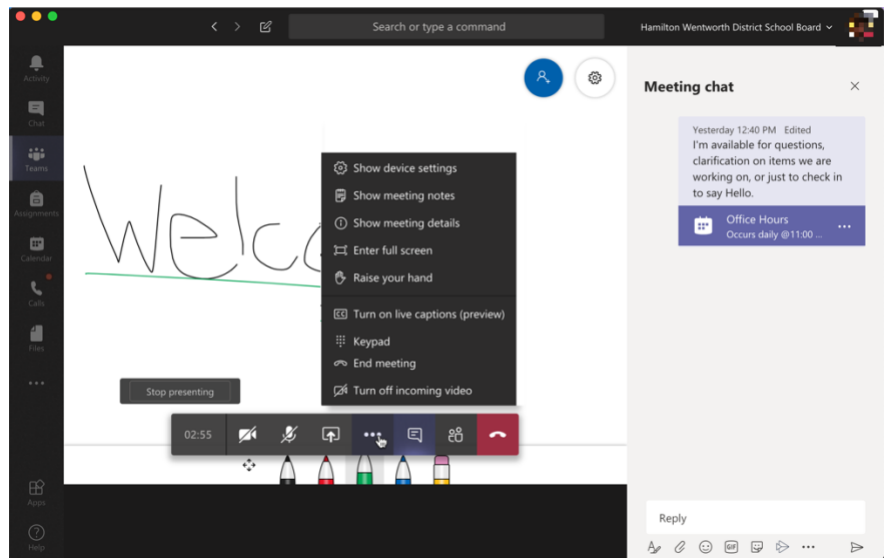 Search or type a command
Hamilton Wentworth District School Board
Activity
Chat
Teams
Assignments
Calendar
Calls
Files
Apps
Help
Welco
Show device settings
Show meeting notes
Show meeting details
Enter full screen
Raise your hand
CC Turn on live captions (preview)
Keypad
End meeting
Turn off incoming video
Stop presenting
02:55
Meeting chat
Yesterday 12:40 PM Edited
I'm available for questions,
clarification on items we are
working on, or just to check in
to say Hello.
Office Hours
Occurs daily @11:00 ...
Reply
GIF